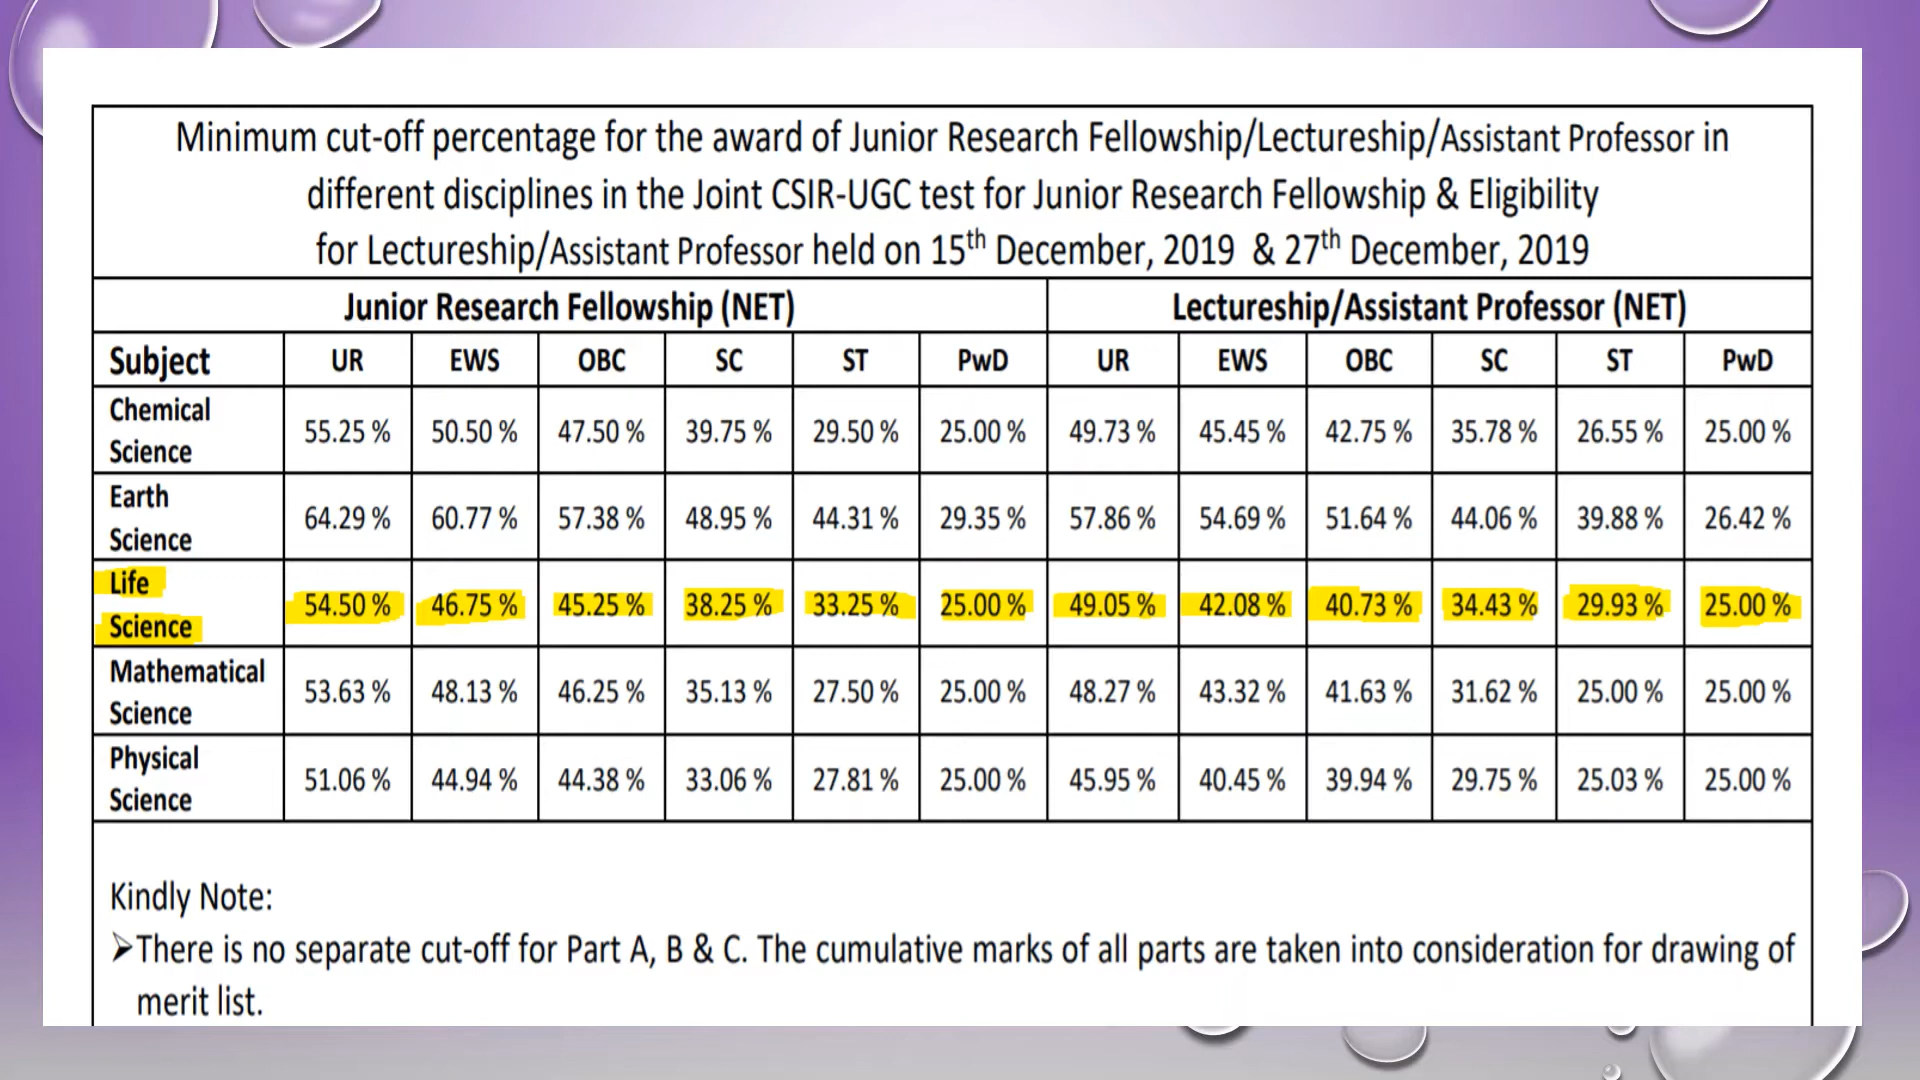 Minimum cut-off percentage for the award of Junior Research Fellowship/Lectureship/Assistant Professor in
different disciplines in the Joint CSIR-UGC test for Junior Research Fellowship & Eligibility
for Lectureship/Assistant Professor held on 15th December, 2019 & 27th December, 2019
Junior Research Fellowship (NET) Lectureship/Assistant Professor (NET)
Subject UR EWS OBC SC ST PwD UR EWS OBC SC ST PwD
Chemical
Science 55.25 % 50.50 % 47.50 % 39.75 % 29.50 % 25.00 % 49.73 % 45.45 % 42.75 % 35.78 % 26.55 % 25.00 %
Earth
Science 64.29 % 60.77 % 57.38 % 48.95 % 44.31 % 29.35 % 57.86 % 54.69 % 51.64 % 44.06 % 39.88 % 26.42 %
Life
Science 54.50 % 46.75 % 45.25 % 38.25 % 33.25 % 25.00 % 49.05 % 42.08 % 40.73 % 34.43 % 29.93 % 25.00 %
Mathematical
Science 53.63 % 48.13 % 46.25 % 35.13 % 27.50 % 25.00 % 48.27 % 43.32 % 41.63 % 31.62 % 25.00 % 25.00 %
Physical
Science 51.06 % 44.94 % 44.38 % 33.06 % 27.81 % 25.00 % 45.95 % 40.45 % 39.94 % 29.75 % 25.03 % 25.00 %
Kindly Note:
➢There is no separate cut-off for Part A, B & C. The cumulative marks of all parts are taken into consideration for drawing of
merit list.